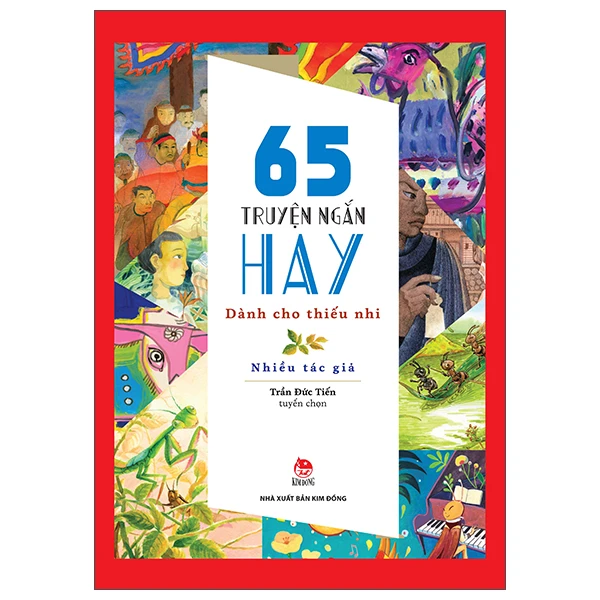 65
TRUYỆN NGẮN
HAY
Dành cho thiếu nhi
Nhiều tác giả
Trần Đức Tiến
tuyển chọn
KIM ĐỒNG
NHÀ XUẤT BẢN KIM ĐỒNG